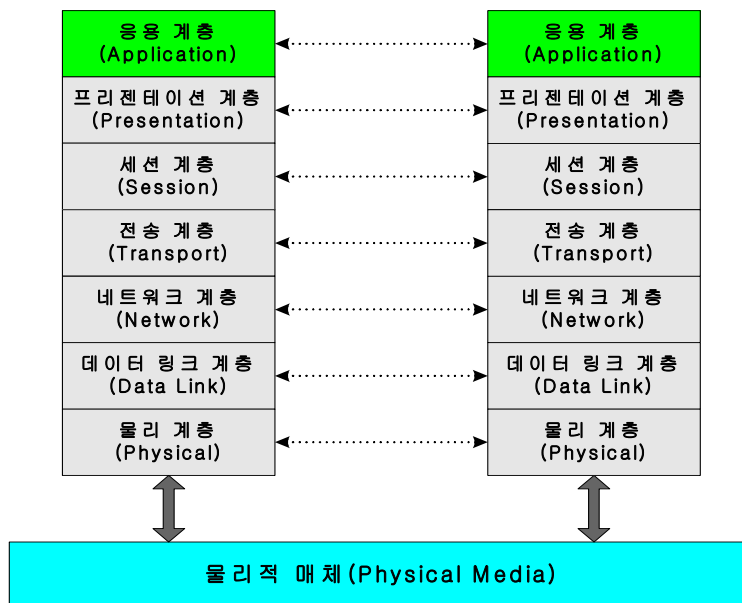 응용 계층
(Application)
프리젠테이션 계층
(Presentation)
세션 계층
(Session)
전송 계층
(Transport)
네트워크 계층
(Network)
데이터 링크 계층
(Data Link)
물리 계층
(Physical)
응용 계층
(Application)
프리젠테이션 계층
(Presentation)
세션 계층
(Session)
전송 계층
(Transport)
네트워크 계층
(Network)
데이터 링크 계층
(Data Link)
물리 계층
(Physical)
물리적 매체(Physical Media)